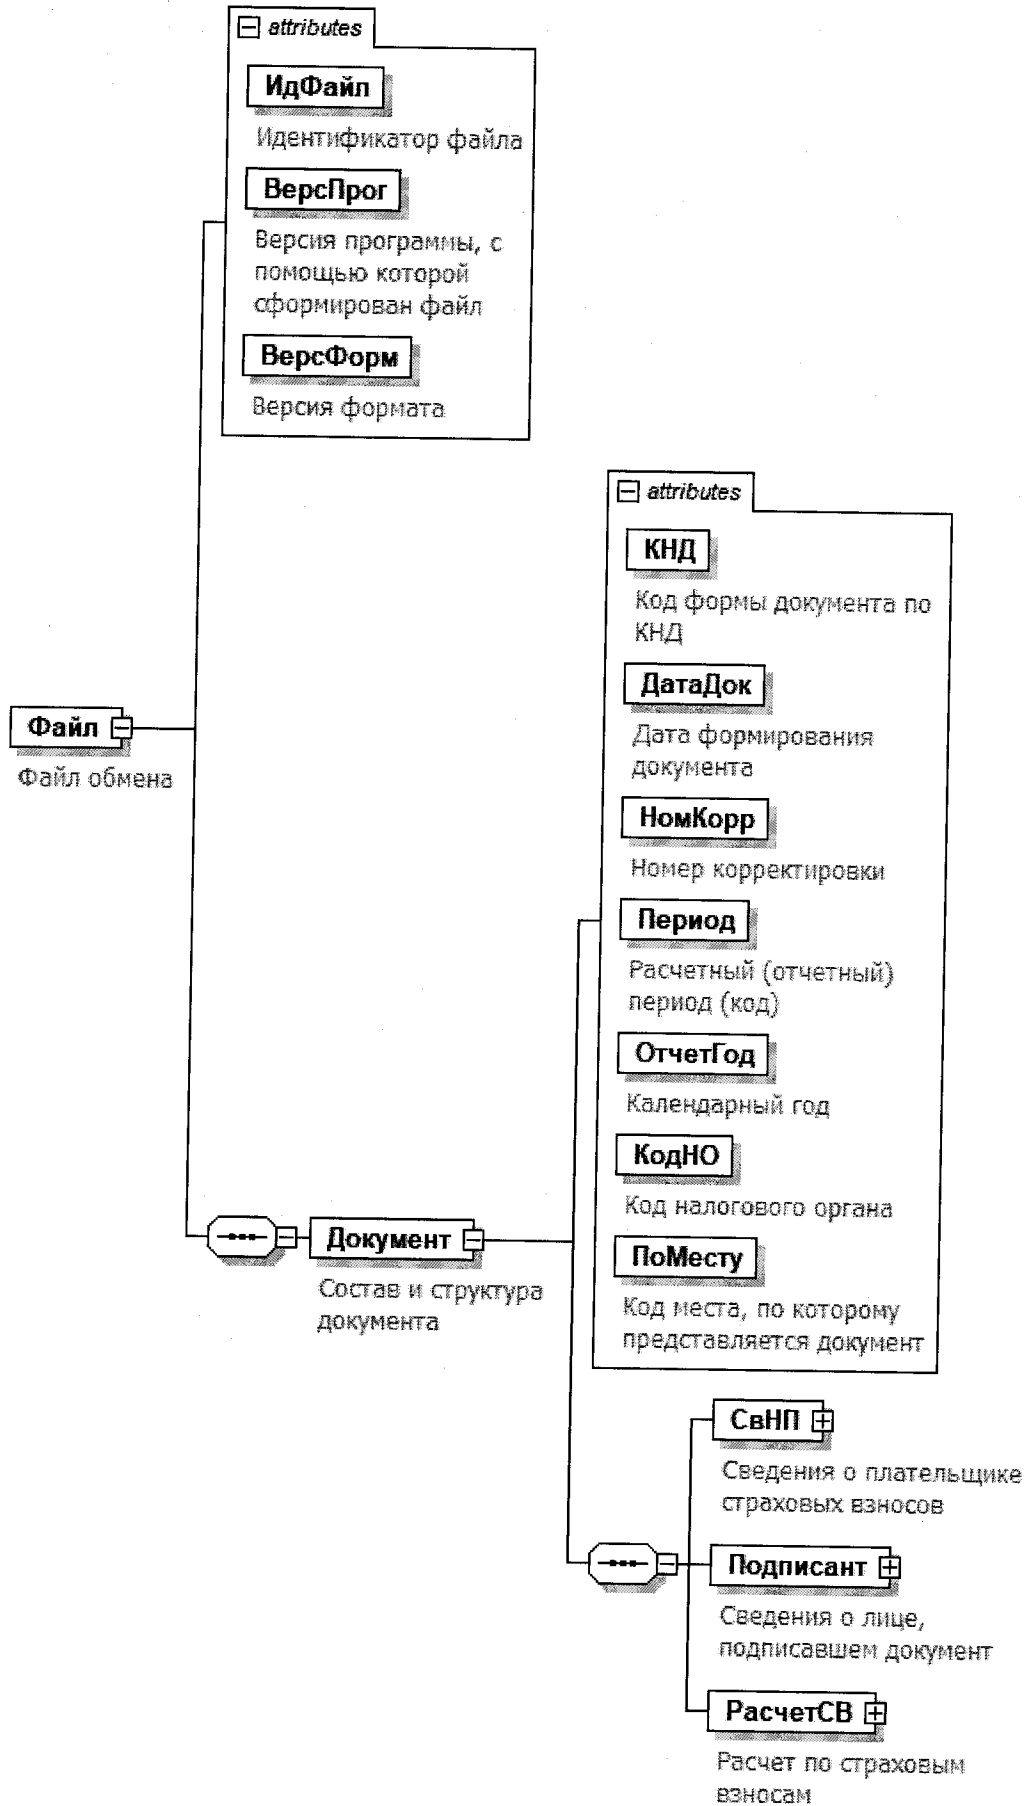 attributes
ИдФайл
Идентификатор файла
ВерсПрог
Версия программы, с
помощью которой
сформирован файл
ВерсФорм
Версия формата
attributes
КНД
Код формы документа по
КНД
ДатаДок
Дата формирования
документа
Файл
Файл обмена
НомКорр
Номер корректировки
Период
Расчетный (отчетный)
период (код)
ОтчетГод
Календарный год
КодНО
Код налогового органа
Документ
Состав и структура
документа
ПоМесту
Код места, по которому
представляется документ
СвНП
Сведения о плательщике
страховых взносов
Подписант
Сведения о лице,
подписавшем документ
РасчетСВ
Расчет по страховым
взносам